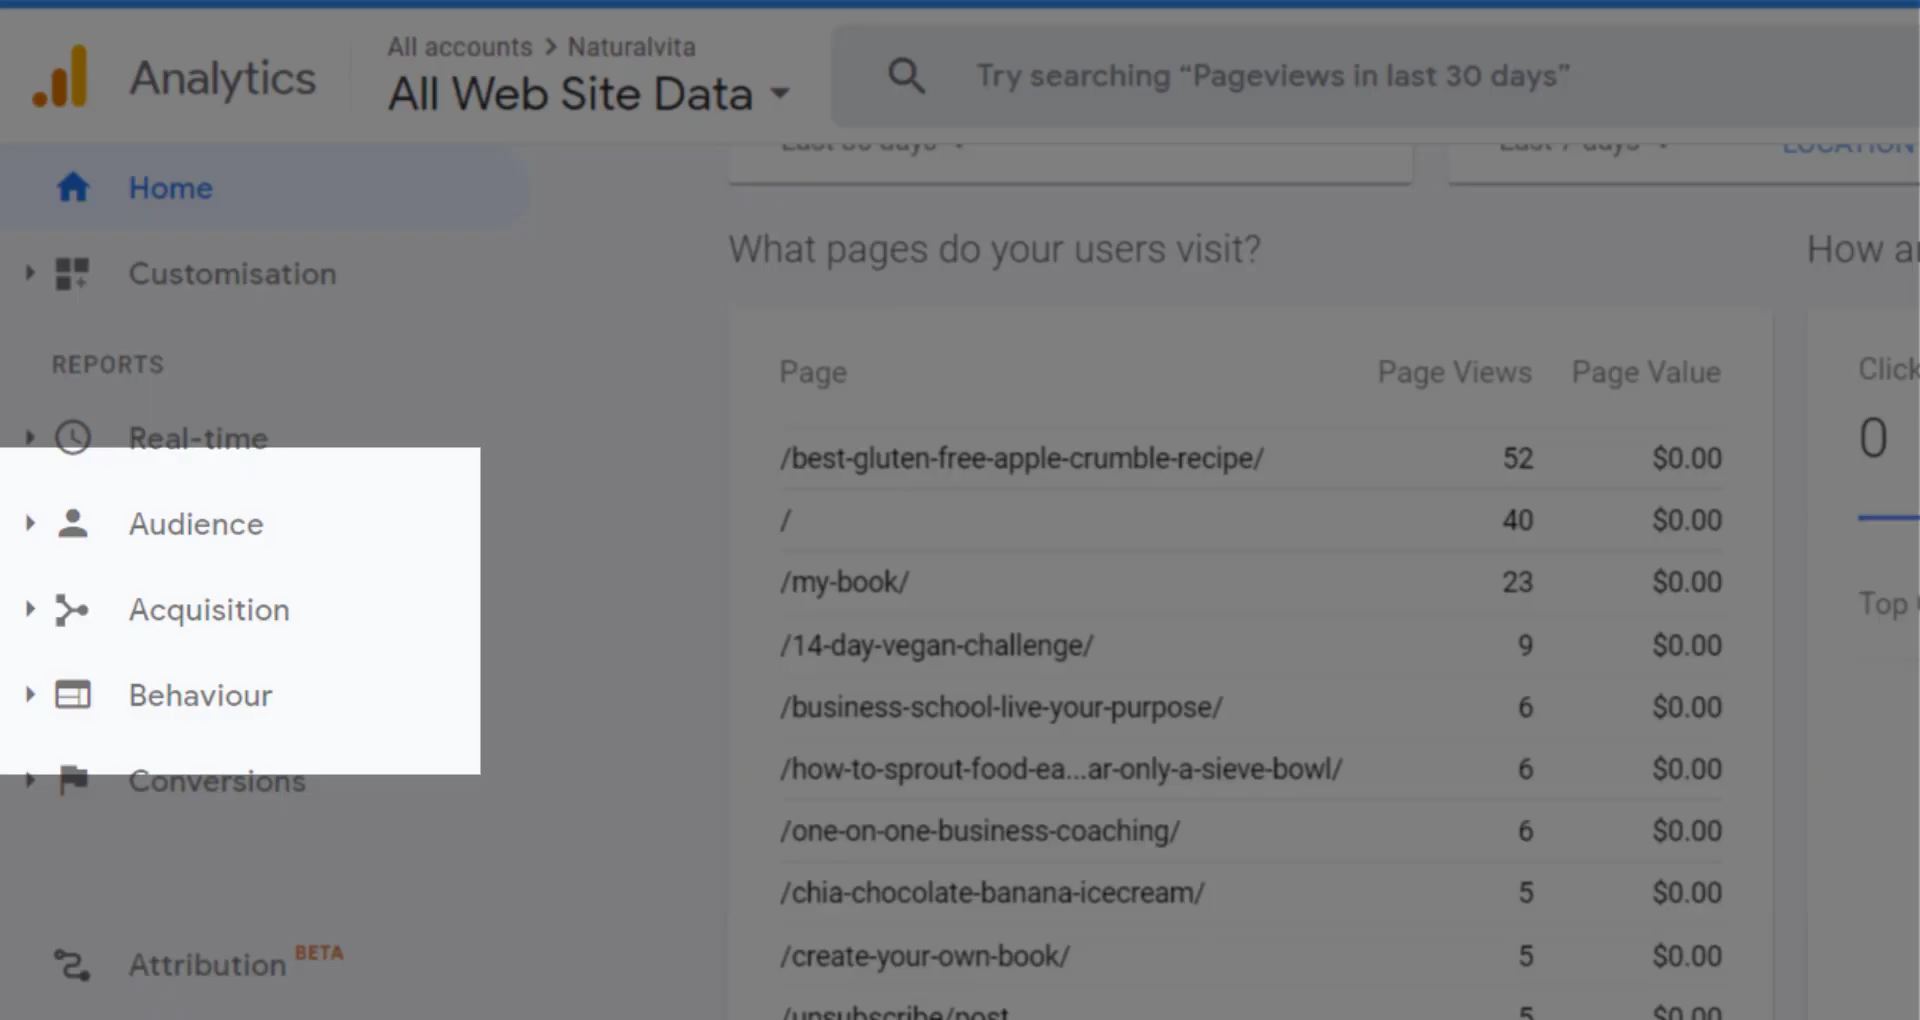 All accounts > Naturalvita
Analytics
All Web Site Data
Try searching “Pageviews in last 30 days”
Home
Customisation
REPORTS
Real-time
Audience
Acquisition
Behaviour
Conversions
Attribution BETA
Last 30 days
Last 7 days
LOCATION
What pages do your users visit?
Page Page Views Page Value
/best-gluten-free-apple-crumble-recipe/ 52 $0.00
/ 40 $0.00
/my-book/ 23 $0.00
/14-day-vegan-challenge/ 9 $0.00
/business-school-live-your-purpose/ 6 $0.00
/how-to-sprout-food-ea...ar-only-a-sieve-bowl/ 6 $0.00
/one-on-one-business-coaching/ 6 $0.00
/chia-chocolate-banana-icecream/ 5 $0.00
/create-your-own-book/ 5 $0.00
/unsubscribe/post 5 $0.00
How
Click
0
Top